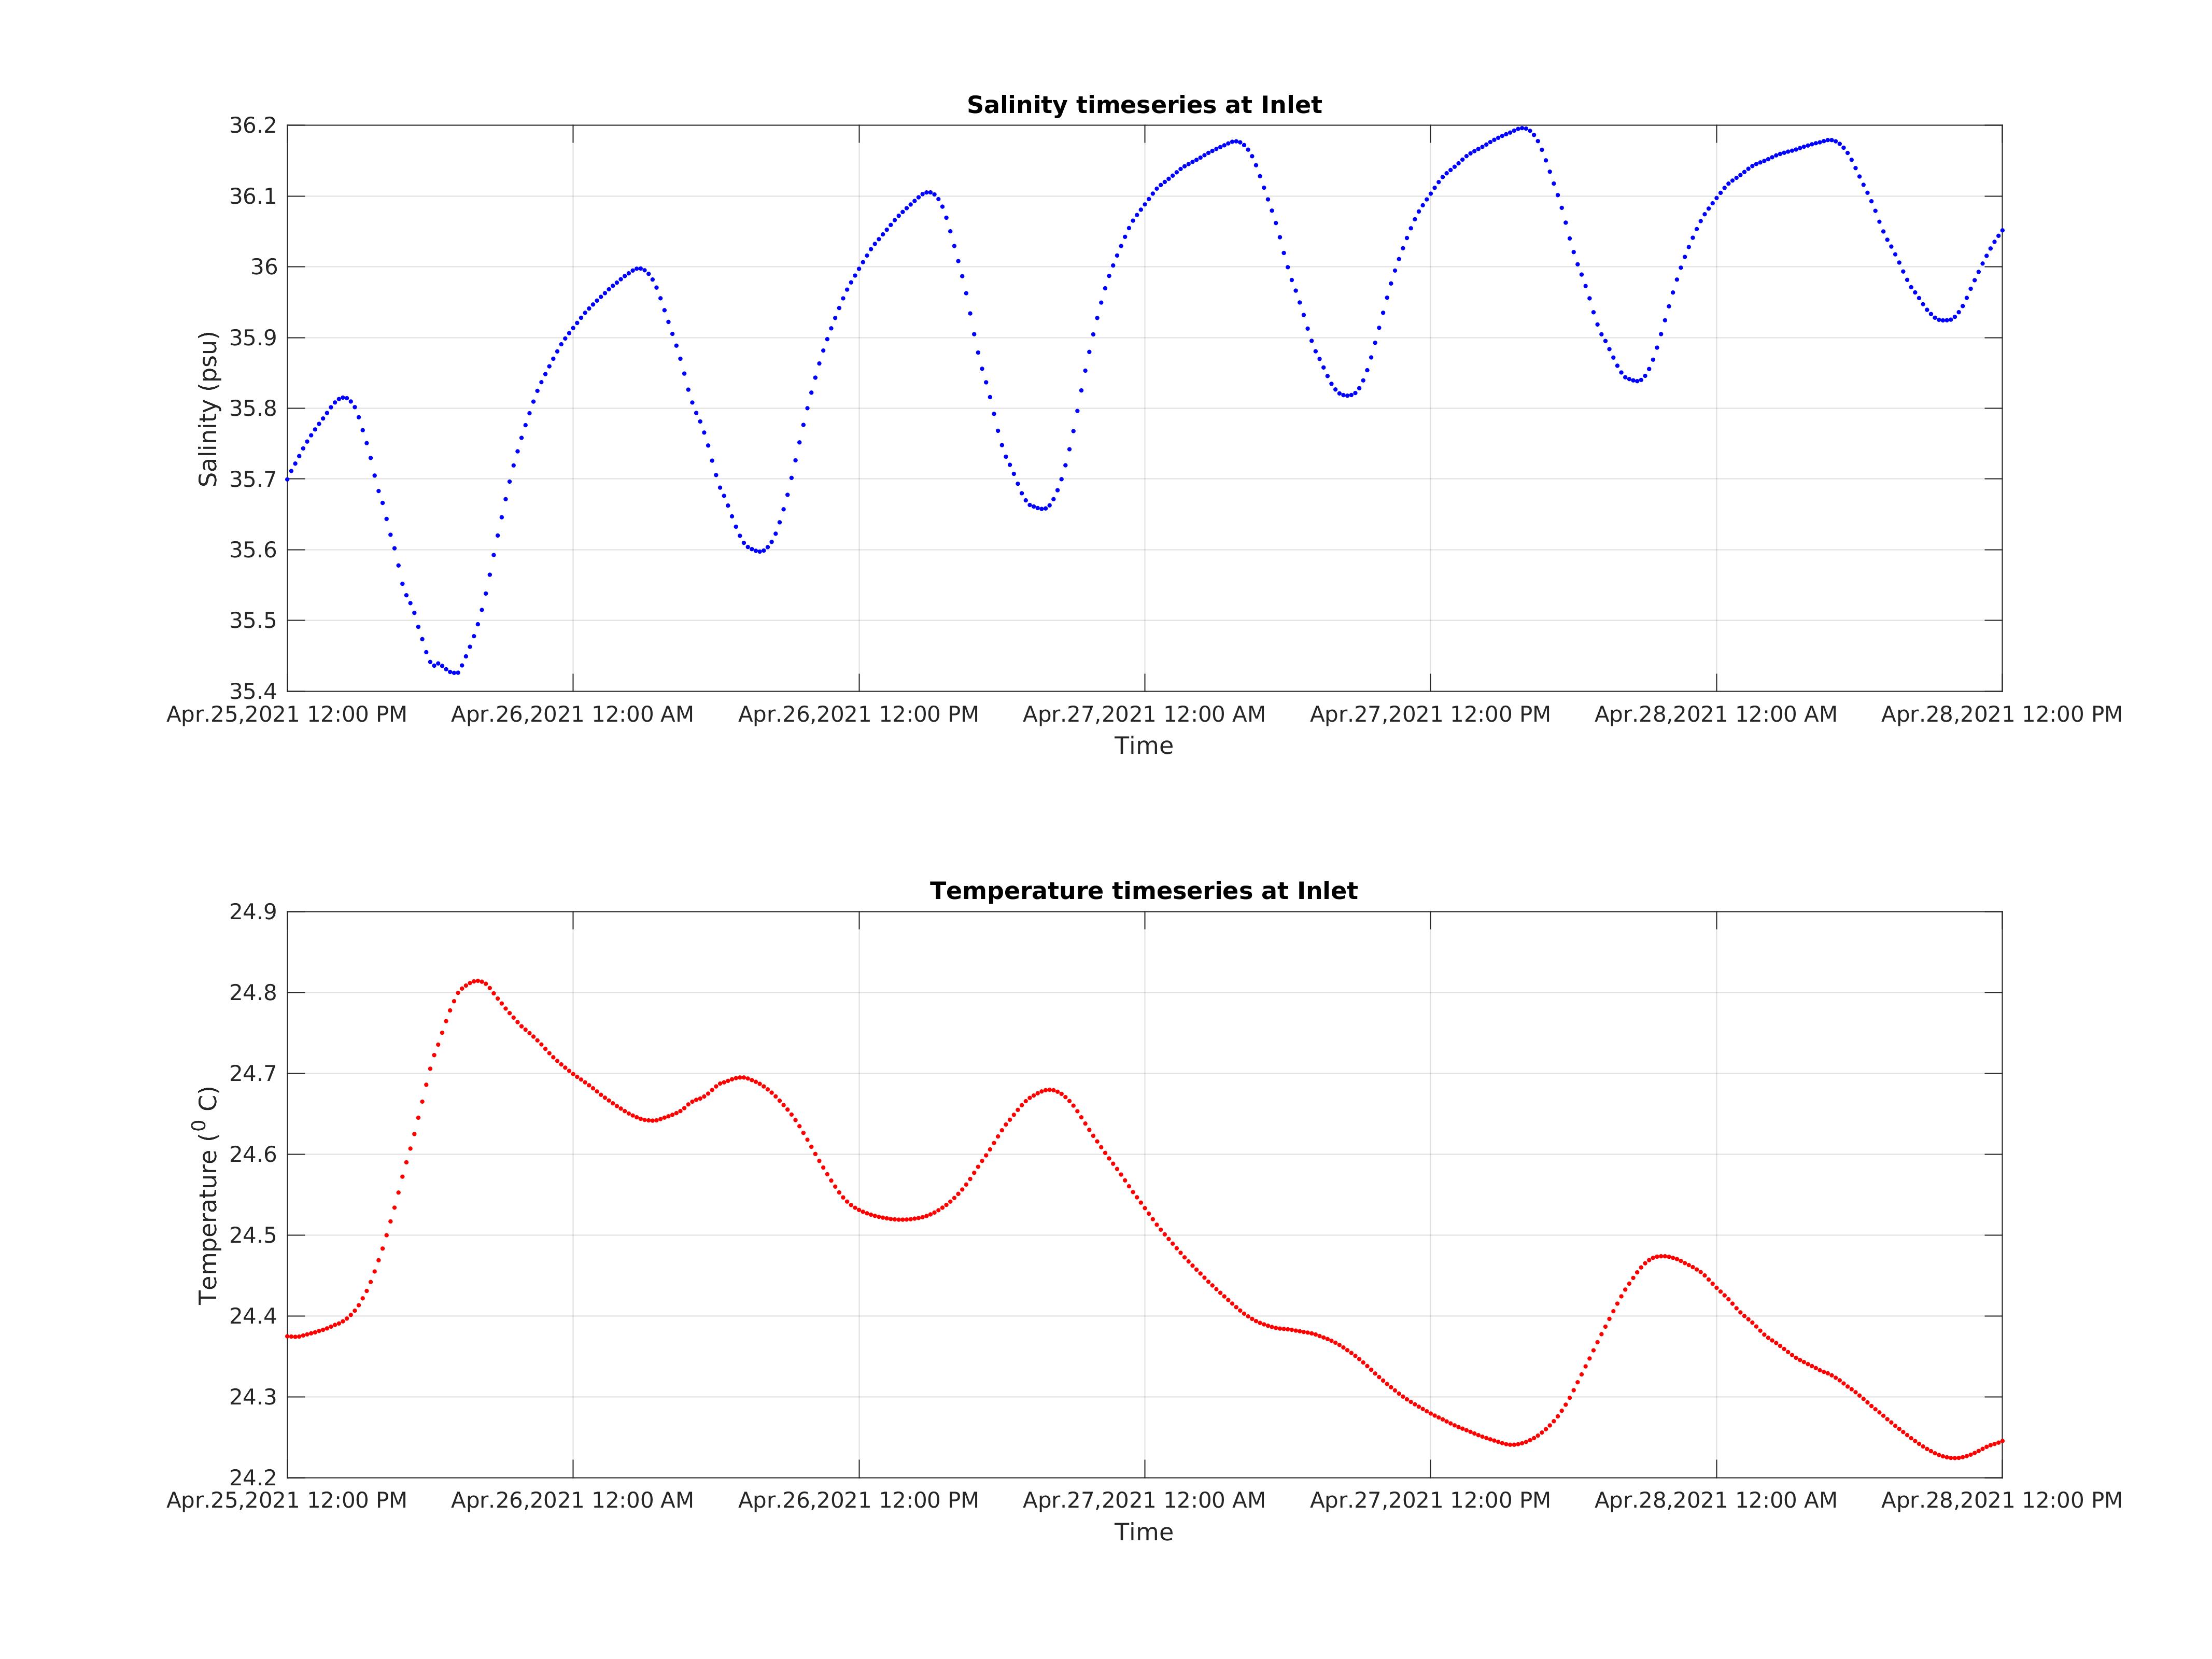 Salinity timeseries at Inlet
36.2
36.1
36
35.9
35.8
35.7
35.6
35.5
35.4
Salinity (psu)
Apr.25,2021 12:00 PM Apr.26,2021 12:00 AM Apr.26,2021 12:00 PM Apr.27,2021 12:00 AM Apr.27,2021 12:00 PM Apr.28,2021 12:00 AM Apr.28,2021 12:00 PM
Time
Temperature timeseries at Inlet
24.9
24.8
24.7
24.6
24.5
24.4
24.3
24.2
Temperature (⁰ C)
Apr.25,2021 12:00 PM Apr.26,2021 12:00 AM Apr.26,2021 12:00 PM Apr.27,2021 12:00 AM Apr.27,2021 12:00 PM Apr.28,2021 12:00 AM Apr.28,2021 12:00 PM
Time